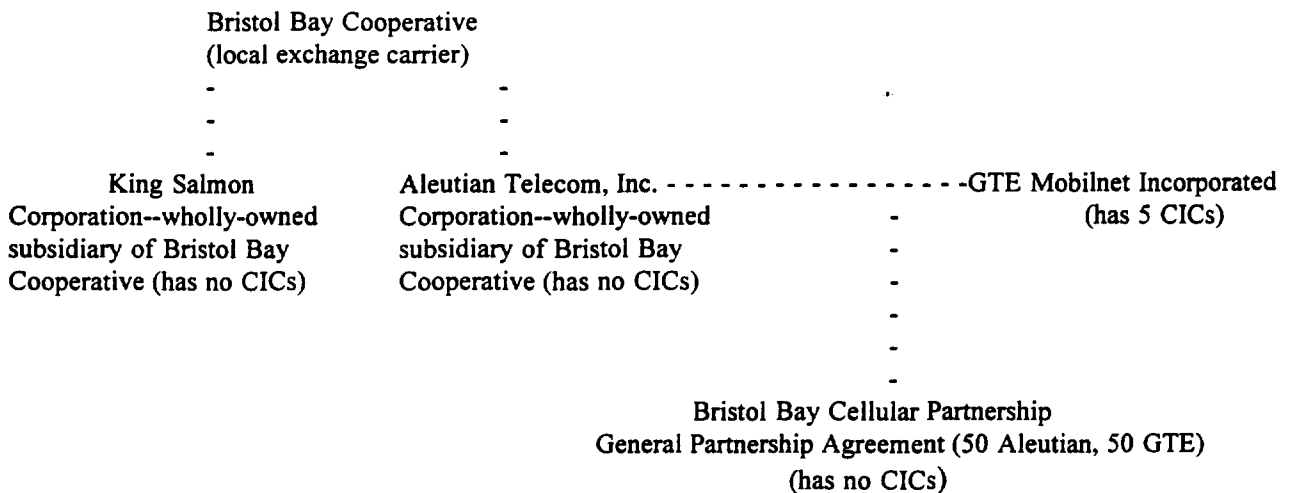 Bristol Bay Cooperative
(local exchange carrier)
King Salmon
Corporation--wholly-owned
subsidiary of Bristol Bay
Cooperative (has no CICs)
Aleutian Telecom, Inc. - - - - - - - - - - - - - - - - - -GTE Mobilnet Incorporated
Corporation--wholly-owned
subsidiary of Bristol Bay
Cooperative (has no CICs)
(has 5 CICs)
Bristol Bay Cellular Partnership
General Partnership Agreement (50 Aleutian, 50 GTE)
(has no CICs)